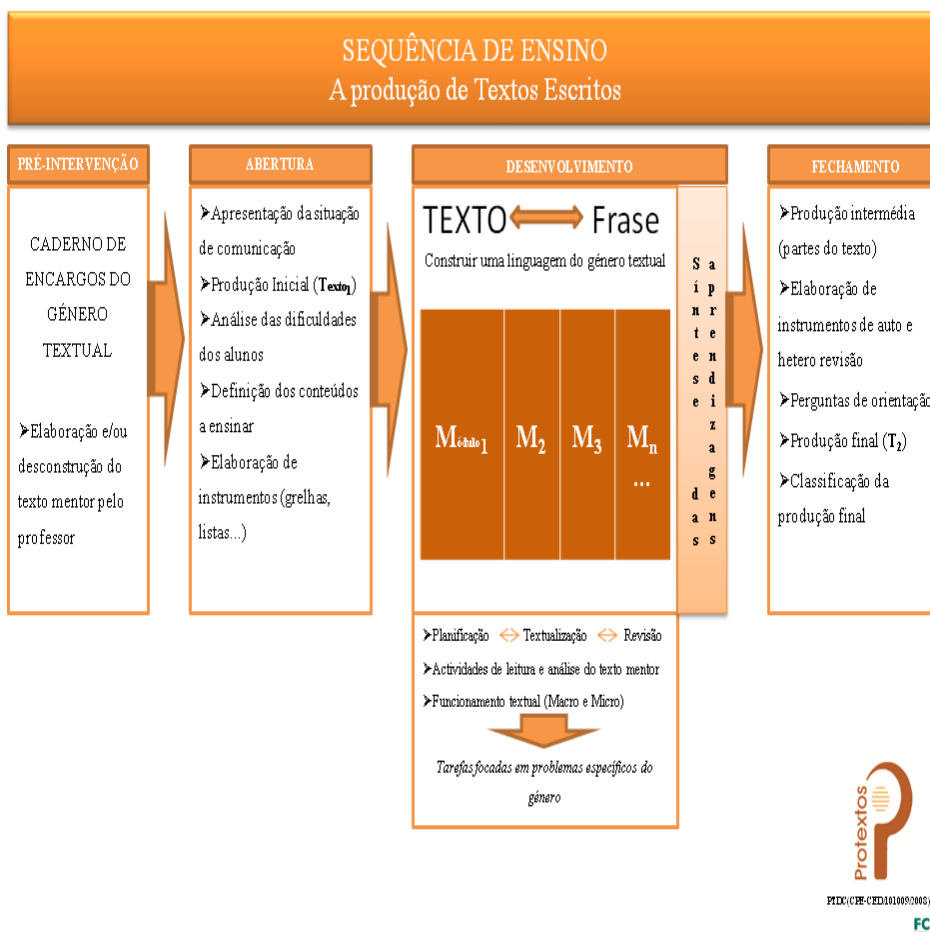 SEQUÊNCIA DE ENSINO
A produção de Textos Escritos
PRÉ-INTERVENÇÃO
CADERNO DE
ENCARGOS DO
GÉNERO
TEXTUAL
➤Elaboração e/ou
desconstrução do
texto mentor pelo
professor
ABERTURA
➤Apresentação da situação
de comunicação
➤Produção Inicial (Texto1)
➤Análise das dificuldades
dos alunos
➤Definição dos conteúdos
a ensinar
➤Elaboração de
instrumentos (grelhas,
listas...)
DESENVOLVIMENTO
TEXTO Frase
Construir uma linguagem do género textual
Módulo1 M2 M3 Mn
...
Síntese das
aprendizagens
➤Planificação ⇔ Textualização ⇔ Revisão
➤Actividades de leitura e análise do texto mentor
➤Funcionamento textual (Macro e Micro)
Tarefas focadas em problemas específicos do
género
FECHAMENTO
➤Produção intermédia
(partes do texto)
➤Elaboração de
instrumentos de auto e
hetero revisão
➤Perguntas de orientação
➤Produção final (T2)
➤Classificação da
produção final
Protextos
PTDC(CPE-CED/101009/2008)
FC